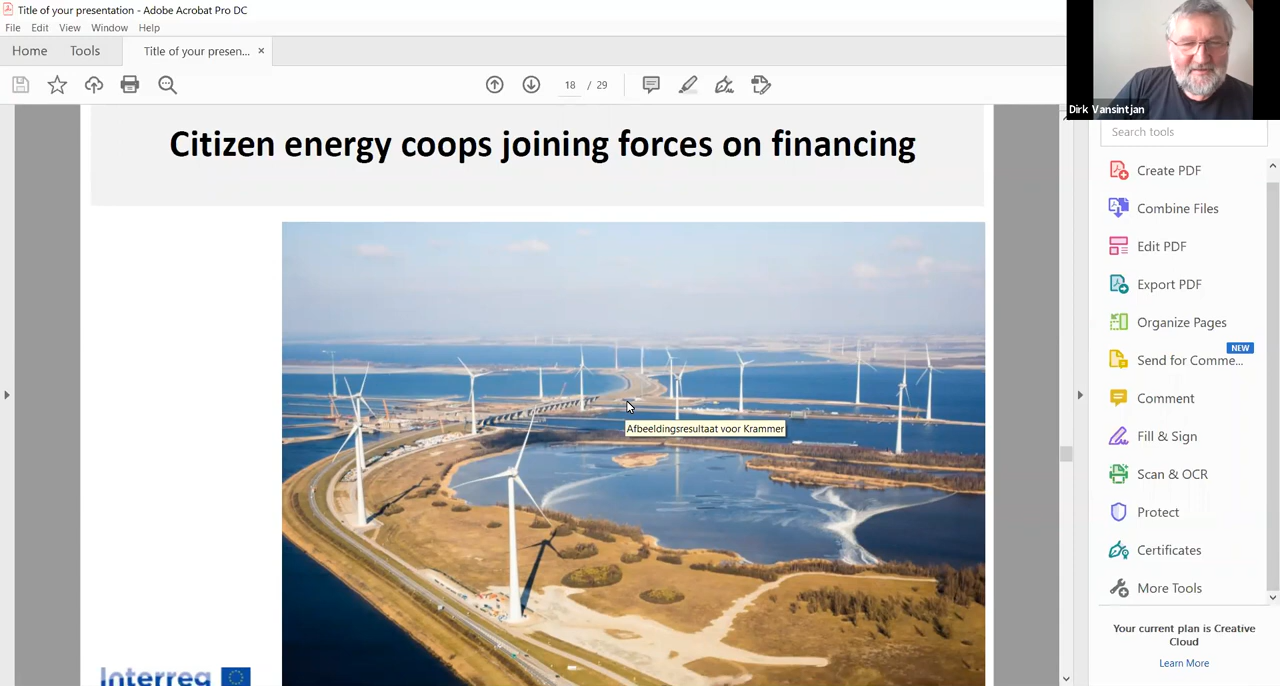 Title of your presentation - Adobe Acrobat Pro DC
File Edit View Window Help
Home Tools Title of your presen... ×
18 / 29
Dirk Vansintjan
Search tools
Citizen energy coops joining forces on financing
Create PDF
Combine Files
Edit PDF
Export PDF
Organize Pages
NEW
Send for Comme...
Comment
Fill & Sign
Scan & OCR
Protect
Certificates
More Tools
Afbeeldingsresultaat voor Krammer
Interreg
Your current plan is Creative
Cloud
Learn More